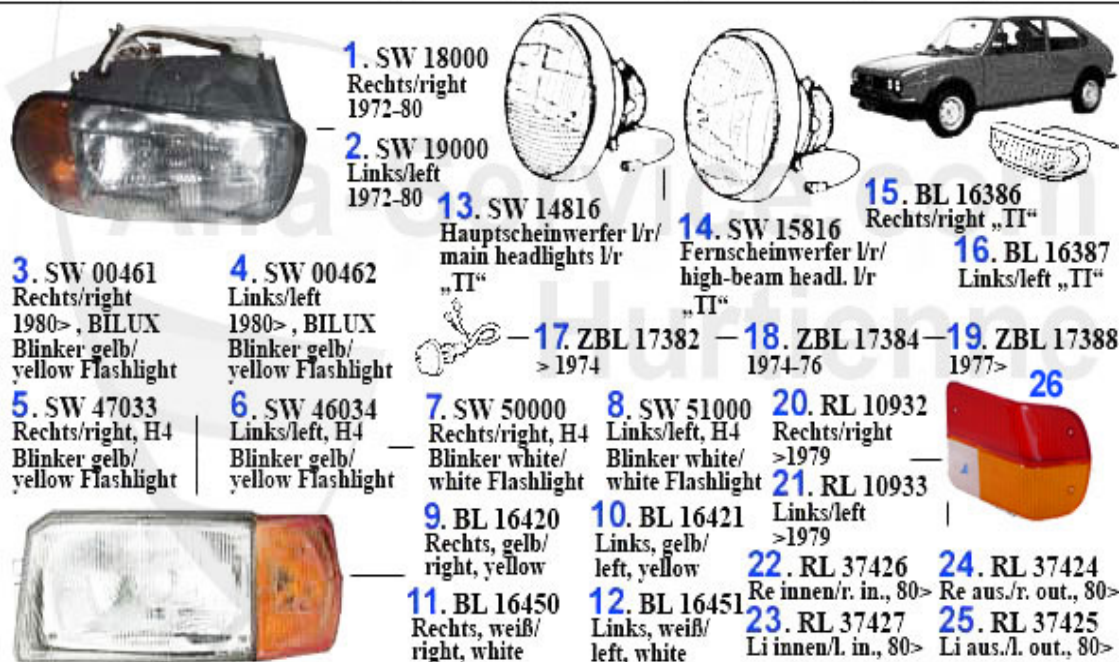 1. SW 18000
Rechts/right
1972-80
2. SW 19000
Links/left
1972-80
3. SW 00461
Rechts/right
1980> , BILUX
Blinker gelb/
yellow Flashlight
4. SW 00462
Links/left
1980> , BILUX
Blinker gelb/
yellow Flashlight
5. SW 47033
Rechts/right, H4
Blinker gelb/
yellow Flashlight
6. SW 46034
Links/left, H4
Blinker gelb/
yellow Flashlight
7. SW 50000
Rechts/right, H4
Blinker white/
white Flashlight
8. SW 51000
Links/left, H4
Blinker white/
white Flashlight
9. BL 16420
Rechts, gelb/
right, yellow
10. BL 16421
Links, gelb/
left, yellow
11. BL 16450
Rechts, weiß/
right, white
12. BL 16451
Links, weiß/
left, white
13. SW 14816
Hauptscheinwerfer l/r/
main headlights l/r
„TI“
14. SW 15816
Fernscheinwerfer l/r/
high-beam headl. l/r
„TI“
15. BL 16386
Rechts/right „TI“
16. BL 16387
Links/left „TI“
17. ZBL 17382
> 1974
18. ZBL 17384
1974-76
19. ZBL 17388
1977>
20. RL 10932
Rechts/right
>1979
21. RL 10933
Links/left
>1979
22. RL 37426
Re innen/r. in., 80>
23. RL 37427
Li innen/l. in., 80>
24. RL 37424
Re aus./r. out., 80>
25. RL 37425
Li aus./l. out., 80>
26
Hurtienne